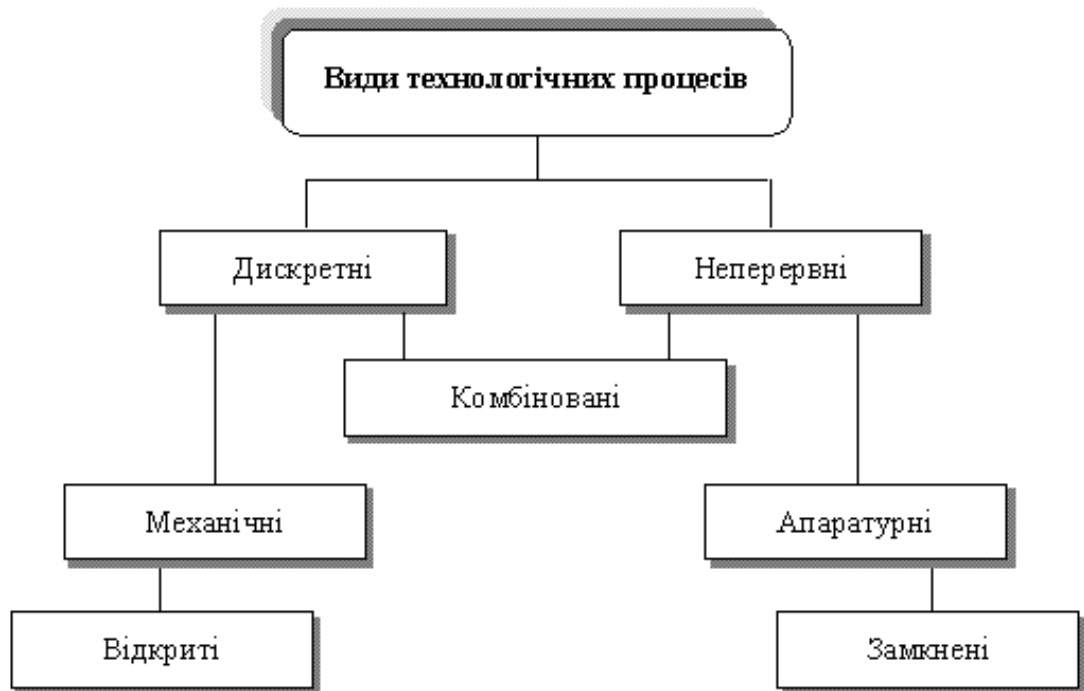 Види технологічних процесів
Дискретні
Неперервні
Комбіновані
Механічні
Апаратурні
Відкриті
Замкнені